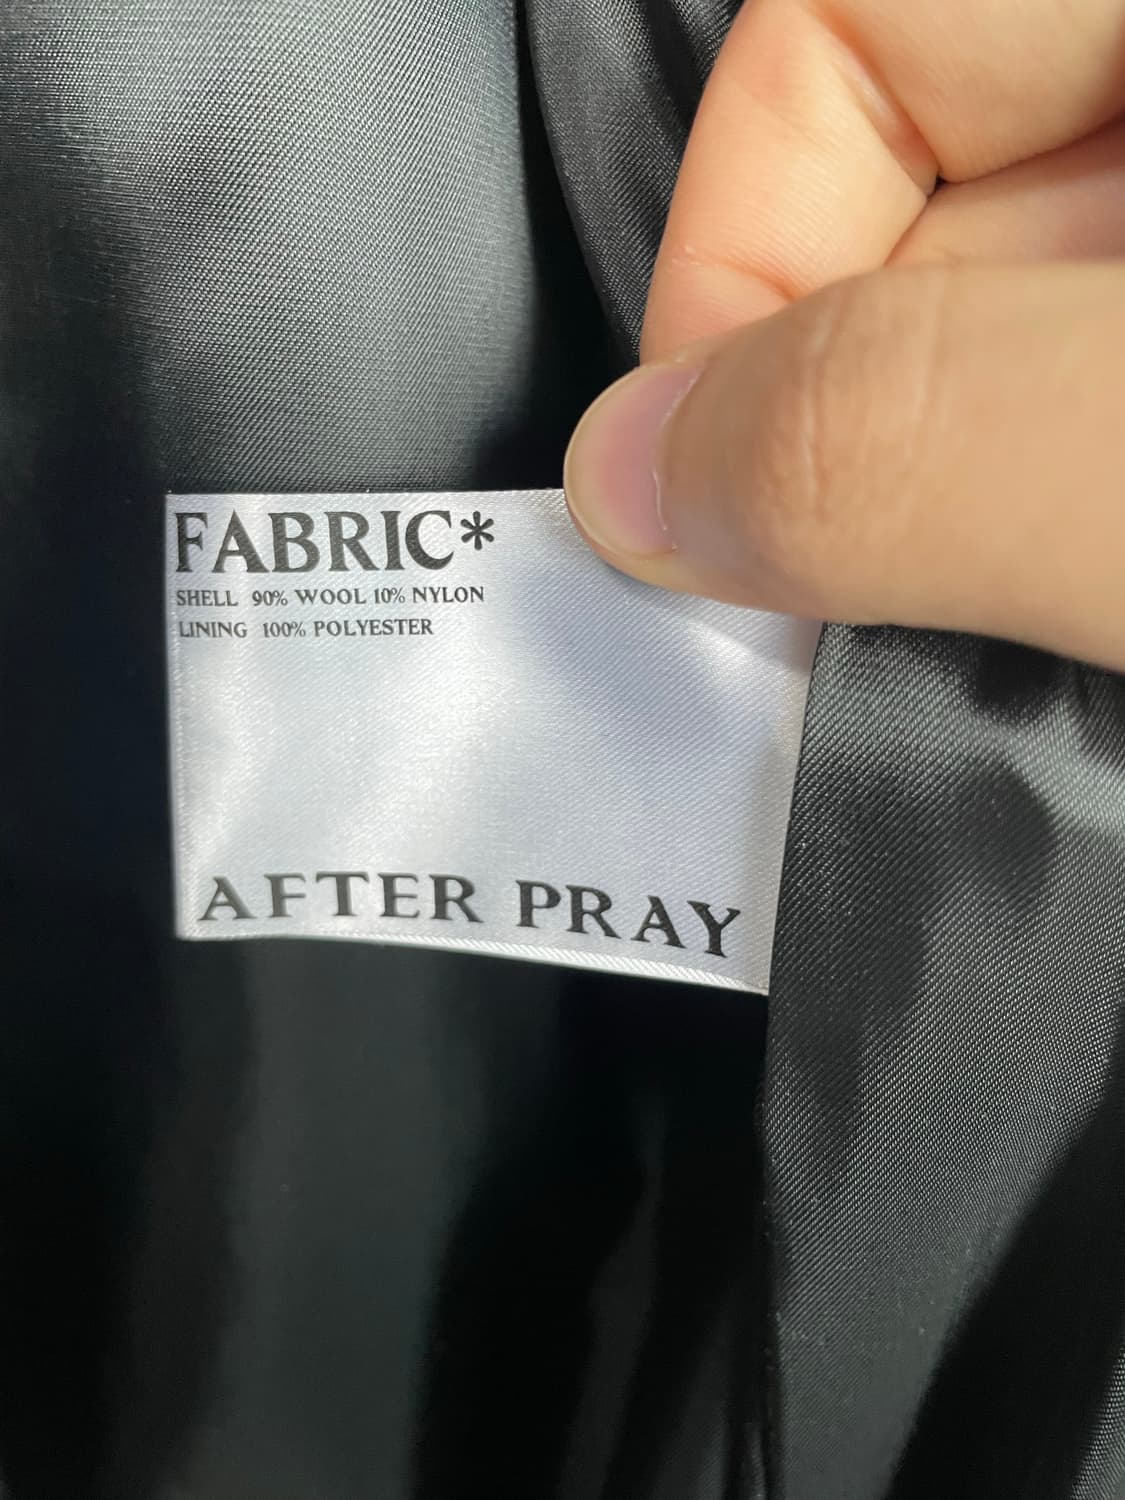 FABRIC*
SHELL 90% WOOL 10% NYLON
LINING 100% POLYESTER
AFTER PRAY